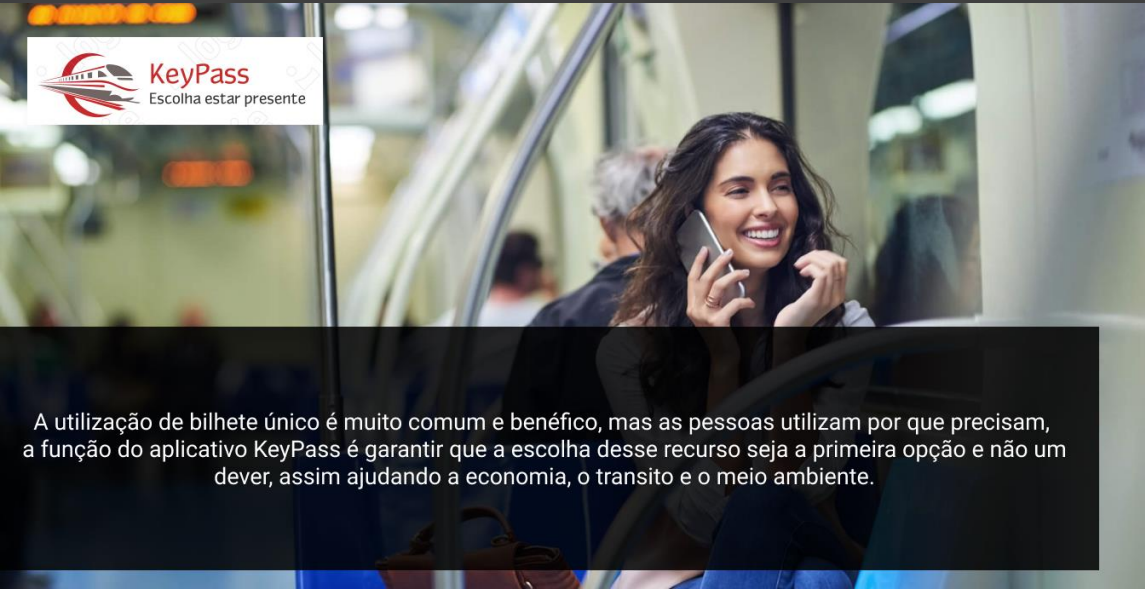 KeyPass
Escolha estar presente
A utilização de bilhete único é muito comum e benéfico, mas as pessoas utilizam por que precisam,
a função do aplicativo KeyPass é garantir que a escolha desse recurso seja a primeira opção e não um
dever, assim ajudando a economia, o transito e o meio ambiente.